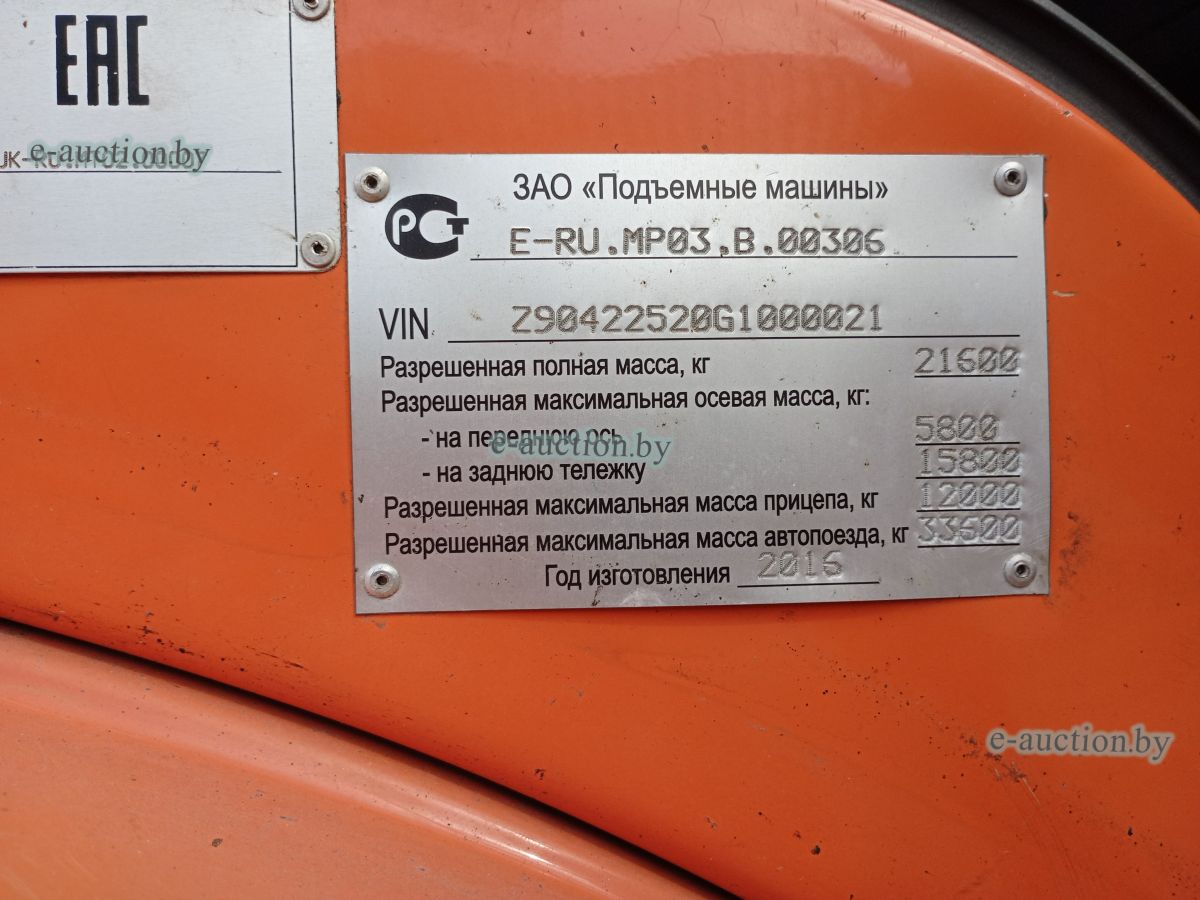 EAC
e-auction.by
ЗАО «Подъемные машины»
РСТ
E-RU.MP03.B.00306
VIN Z90422520G1000021
Разрешенная полная масса, кг 21600
Разрешенная максимальная осевая масса, кг:
- на переднюю ось 5800
e-auction.by
- на заднюю тележку 15800
Разрешенная максимальная масса прицепа, кг 12000
Разрешенная максимальная масса автопоезда, кг 33600
Год изготовления 2016
e-auction.by